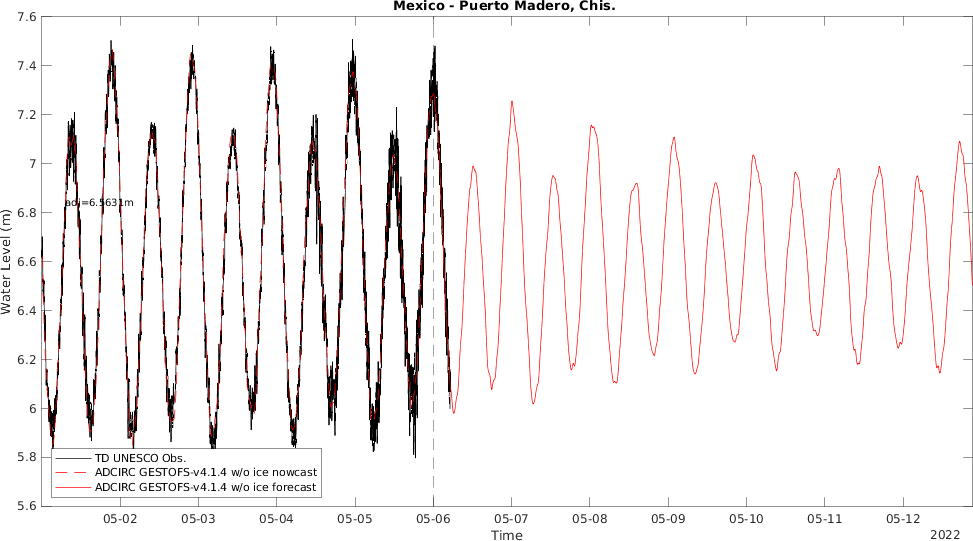 Mexico - Puerto Madero, Chis.
7.6
7.4
7.2
7
6.8
6.6
6.4
6.2
6
5.8
5.6
Water Level (m)
adj=6.5631m
TD UNESCO Obs.
ADCIRC GESTOFS-v4.1.4 w/o ice nowcast
ADCIRC GESTOFS-v4.1.4 w/o ice forecast
05-02 05-03 05-04 05-05 05-06 05-07 05-08 05-09 05-10 05-11 05-12
Time
2022